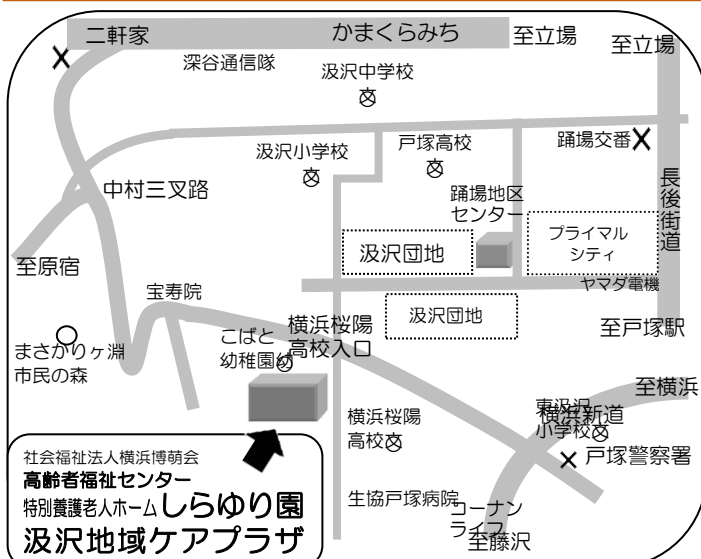 二軒家
かまくらみち
至立場
至立場
深谷通信隊
汲沢中学校
文
汲沢小学校
文
戸塚高校
文
踊場交番
中村三叉路
踊場地区
センター
長後街道
プライマル
シティ
汲沢団地
至原宿
ヤマダ電機
宝寿院
汲沢団地
横浜桜陽
高校入口
至戸塚駅
こばと
幼稚園幼
まさかりヶ淵
市民の森
至横浜
東汲沢
小学校文
横浜新道
横浜桜陽
高校文
戸塚警察署
社会福祉法人横浜博萌会
高齢者福祉センター
特別養護老人ホームしらゆり園
汲沢地域ケアプラザ
生協戸塚病院
コーナン
ライフ
至藤沢